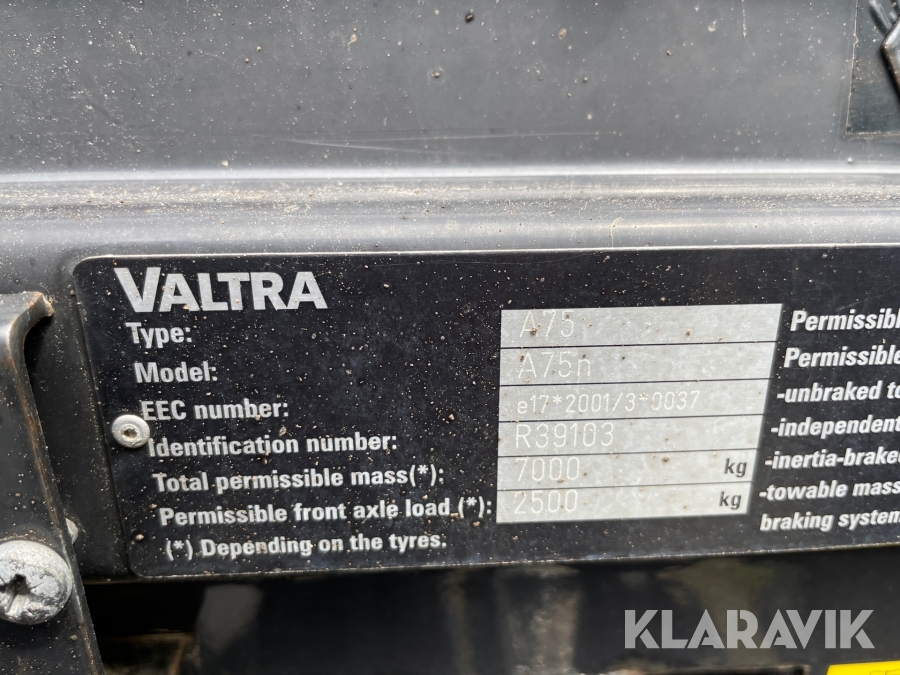 VALTRA
Type: A75
Model: A75n
EEC number: e17*2001/3*0037
Identification number: R39103
Total permissible mass(*): 7000 kg
Permissible front axle load (*): 2500 kg
(*) Depending on the tyres.
Permissibl
Permissible
-unbraked to
-independent
-inertia-brake
-towable mass
braking system
KLARAVIK